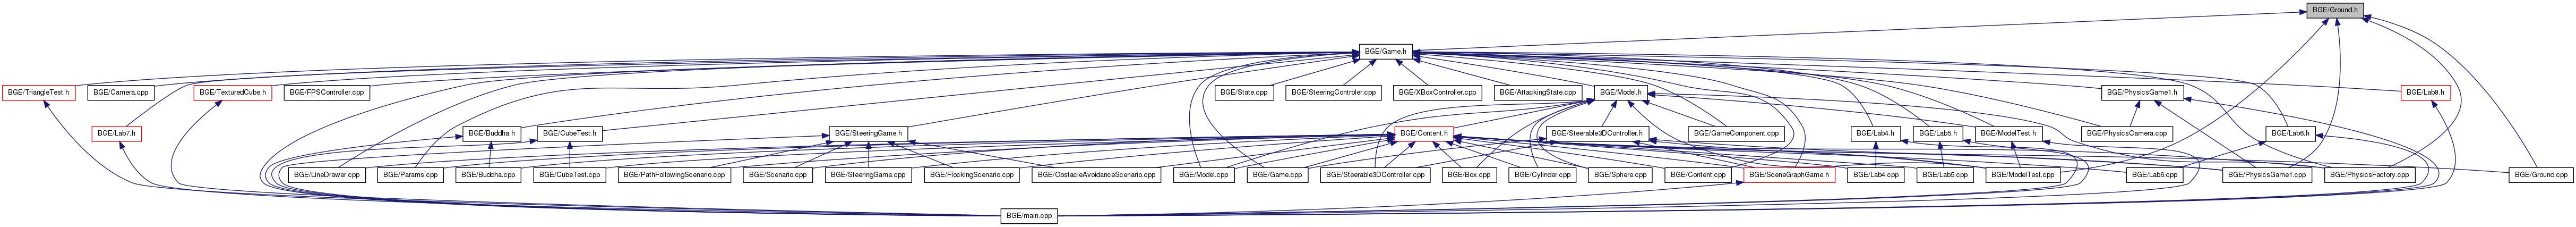 BGE/Ground.h
BGE/Game.h
BGE/TriangleTest.h
BGE/Camera.cpp
BGE/TexturedCube.h
BGE/FPSController.cpp
BGE/State.cpp
BGE/SteeringControler.cpp
BGE/XBoxController.cpp
BGE/AttackingState.cpp
BGE/Model.h
BGE/PhysicsGame1.h
BGE/Lab8.h
BGE/Lab7.h
BGE/Buddha.h
BGE/CubeTest.h
BGE/SteeringGame.h
BGE/Content.h
BGE/Steerable3DController.h
BGE/GameComponent.cpp
BGE/Lab4.h
BGE/Lab5.h
BGE/ModelTest.h
BGE/PhysicsCamera.cpp
BGE/Lab6.h
BGE/LineDrawer.cpp
BGE/Params.cpp
BGE/Buddha.cpp
BGE/CubeTest.cpp
BGE/PathFollowingScenario.cpp
BGE/Scenario.cpp
BGE/SteeringGame.cpp
BGE/FlockingScenario.cpp
BGE/ObstacleAvoidanceScenario.cpp
BGE/Model.cpp
BGE/Game.cpp
BGE/Steerable3DController.cpp
BGE/Box.cpp
BGE/Cylinder.cpp
BGE/Sphere.cpp
BGE/Content.cpp
BGE/SceneGraphGame.h
BGE/Lab4.cpp
BGE/Lab5.cpp
BGE/ModelTest.cpp
BGE/Lab6.cpp
BGE/PhysicsGame1.cpp
BGE/PhysicsFactory.cpp
BGE/Ground.cpp
BGE/main.cpp